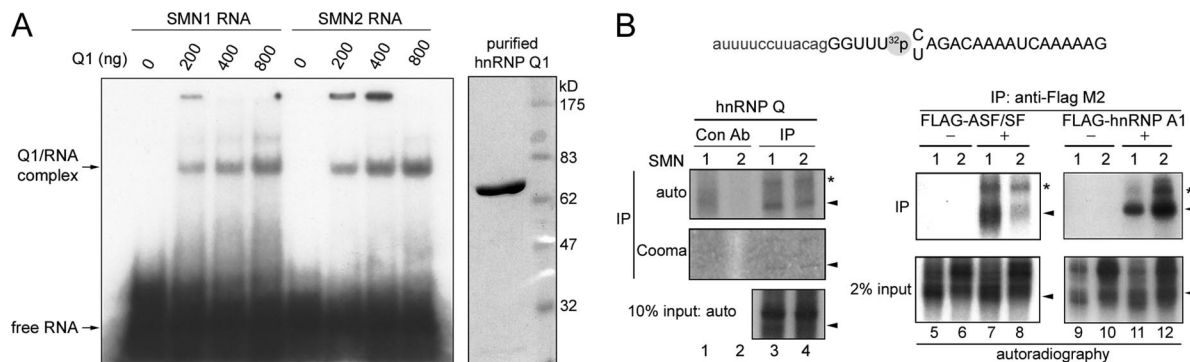 A
SMN1 RNA SMN2 RNA
Q1 (ng) 0 200 400 800 0 200 400 800
purified
hnRNP Q1
kD
175
83
62
47
32
Q1/RNA
complex
free RNA
B
auuuuccuuacagGGUUU32pCUAGACAAAAUCAAAAAG
hnRNP Q
Con Ab IP
SMN 1 2 1 2
auto
*
IP
Cooma
10% input: auto
1 2 3 4
IP: anti-Flag M2
FLAG-ASF/SF FLAG-hnRNP A1
− + − +
1 2 1 2 1 2 1 2
IP
* *
2% input
5 6 7 8 9 10 11 12
autoradiography